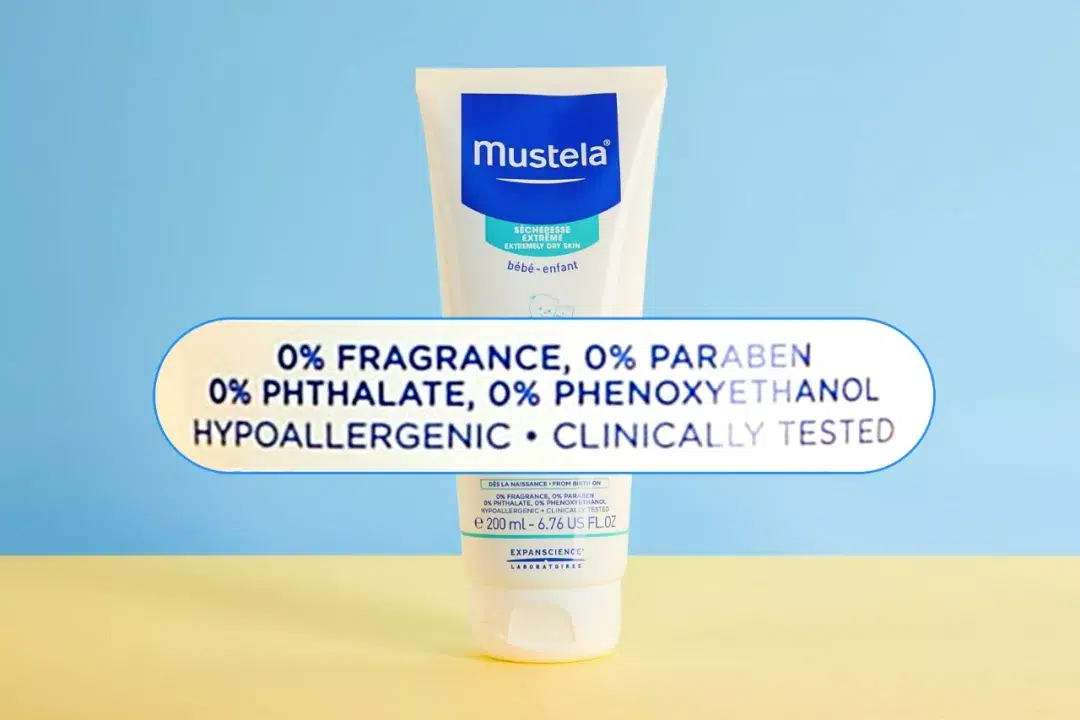 Mustela®
SÉCHERESSE
EXTRÊME
EXTREMELY DRY SKIN
bébé-enfant
0% FRAGRANCE, 0% PARABEN
0% PHTHALATE, 0% PHENOXYETHANOL
HYPOALLERGENIC • CLINICALLY TESTED
DÈS LA NAISSANCE • FROM BIRTH ON
0% FRAGRANCE, 0% PARABEN
0% PHTHALATE, 0% PHENOXYETHANOL
HYPOALLERGENIC • CLINICALLY TESTED
℮ 200 ml - 6.76 US FL.OZ
EXPANSCIENCE®
LABORATOIRES